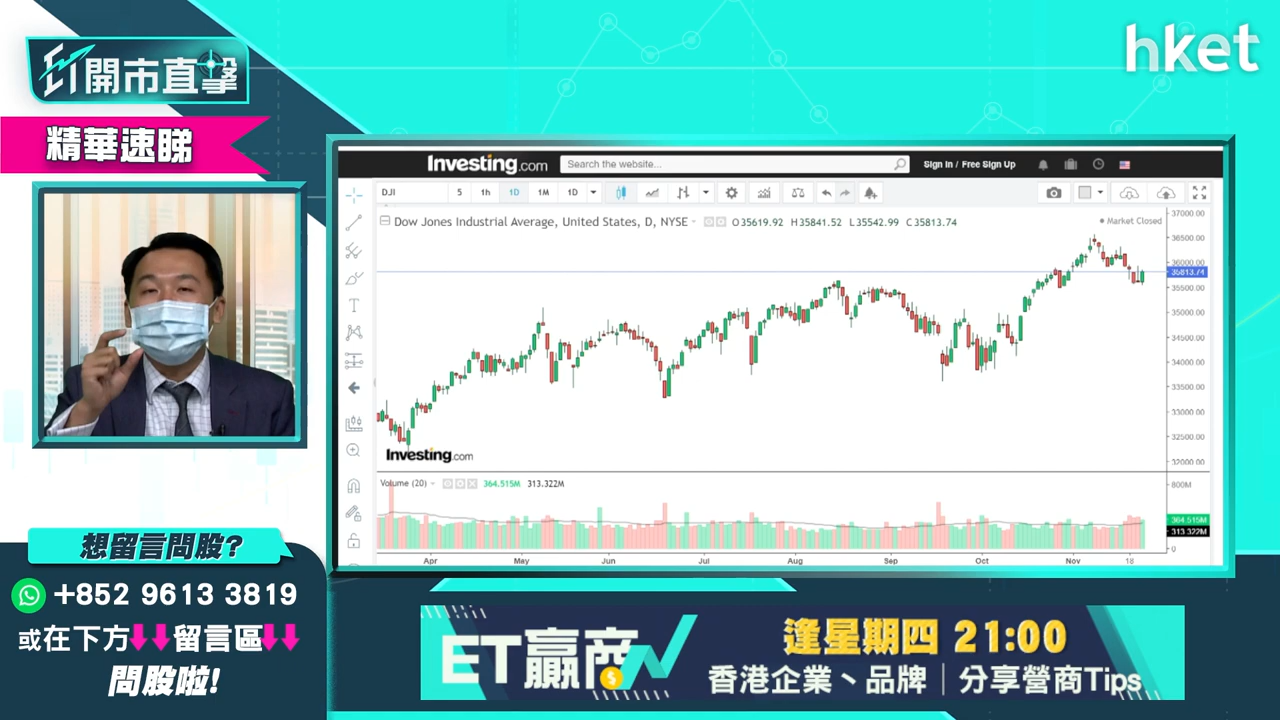 hket
ET開市直擊
精華速睇
Investing.com
Search the website...
Sign In / Free Sign Up
DJI
5
1h
1D
1M
1D
Dow Jones Industrial Average, United States, D, NYSE
O35619.92 H35841.52 L35542.99 C35813.74
Market Closed
37000.00
36500.00
36000.00
35813.74
35500.00
35000.00
34500.00
34000.00
33500.00
33000.00
32500.00
32000.00
Investing.com
Volume (20)
364.515M 313.322M
800M
364.515M
313.322M
0
Apr May Jun Jul Aug Sep Oct Nov 18
想留言問股?
+852 9613 3819
或在下方留言區
問股啦!
ET贏商
逢星期四 21:00
香港企業、品牌｜分享營商Tips